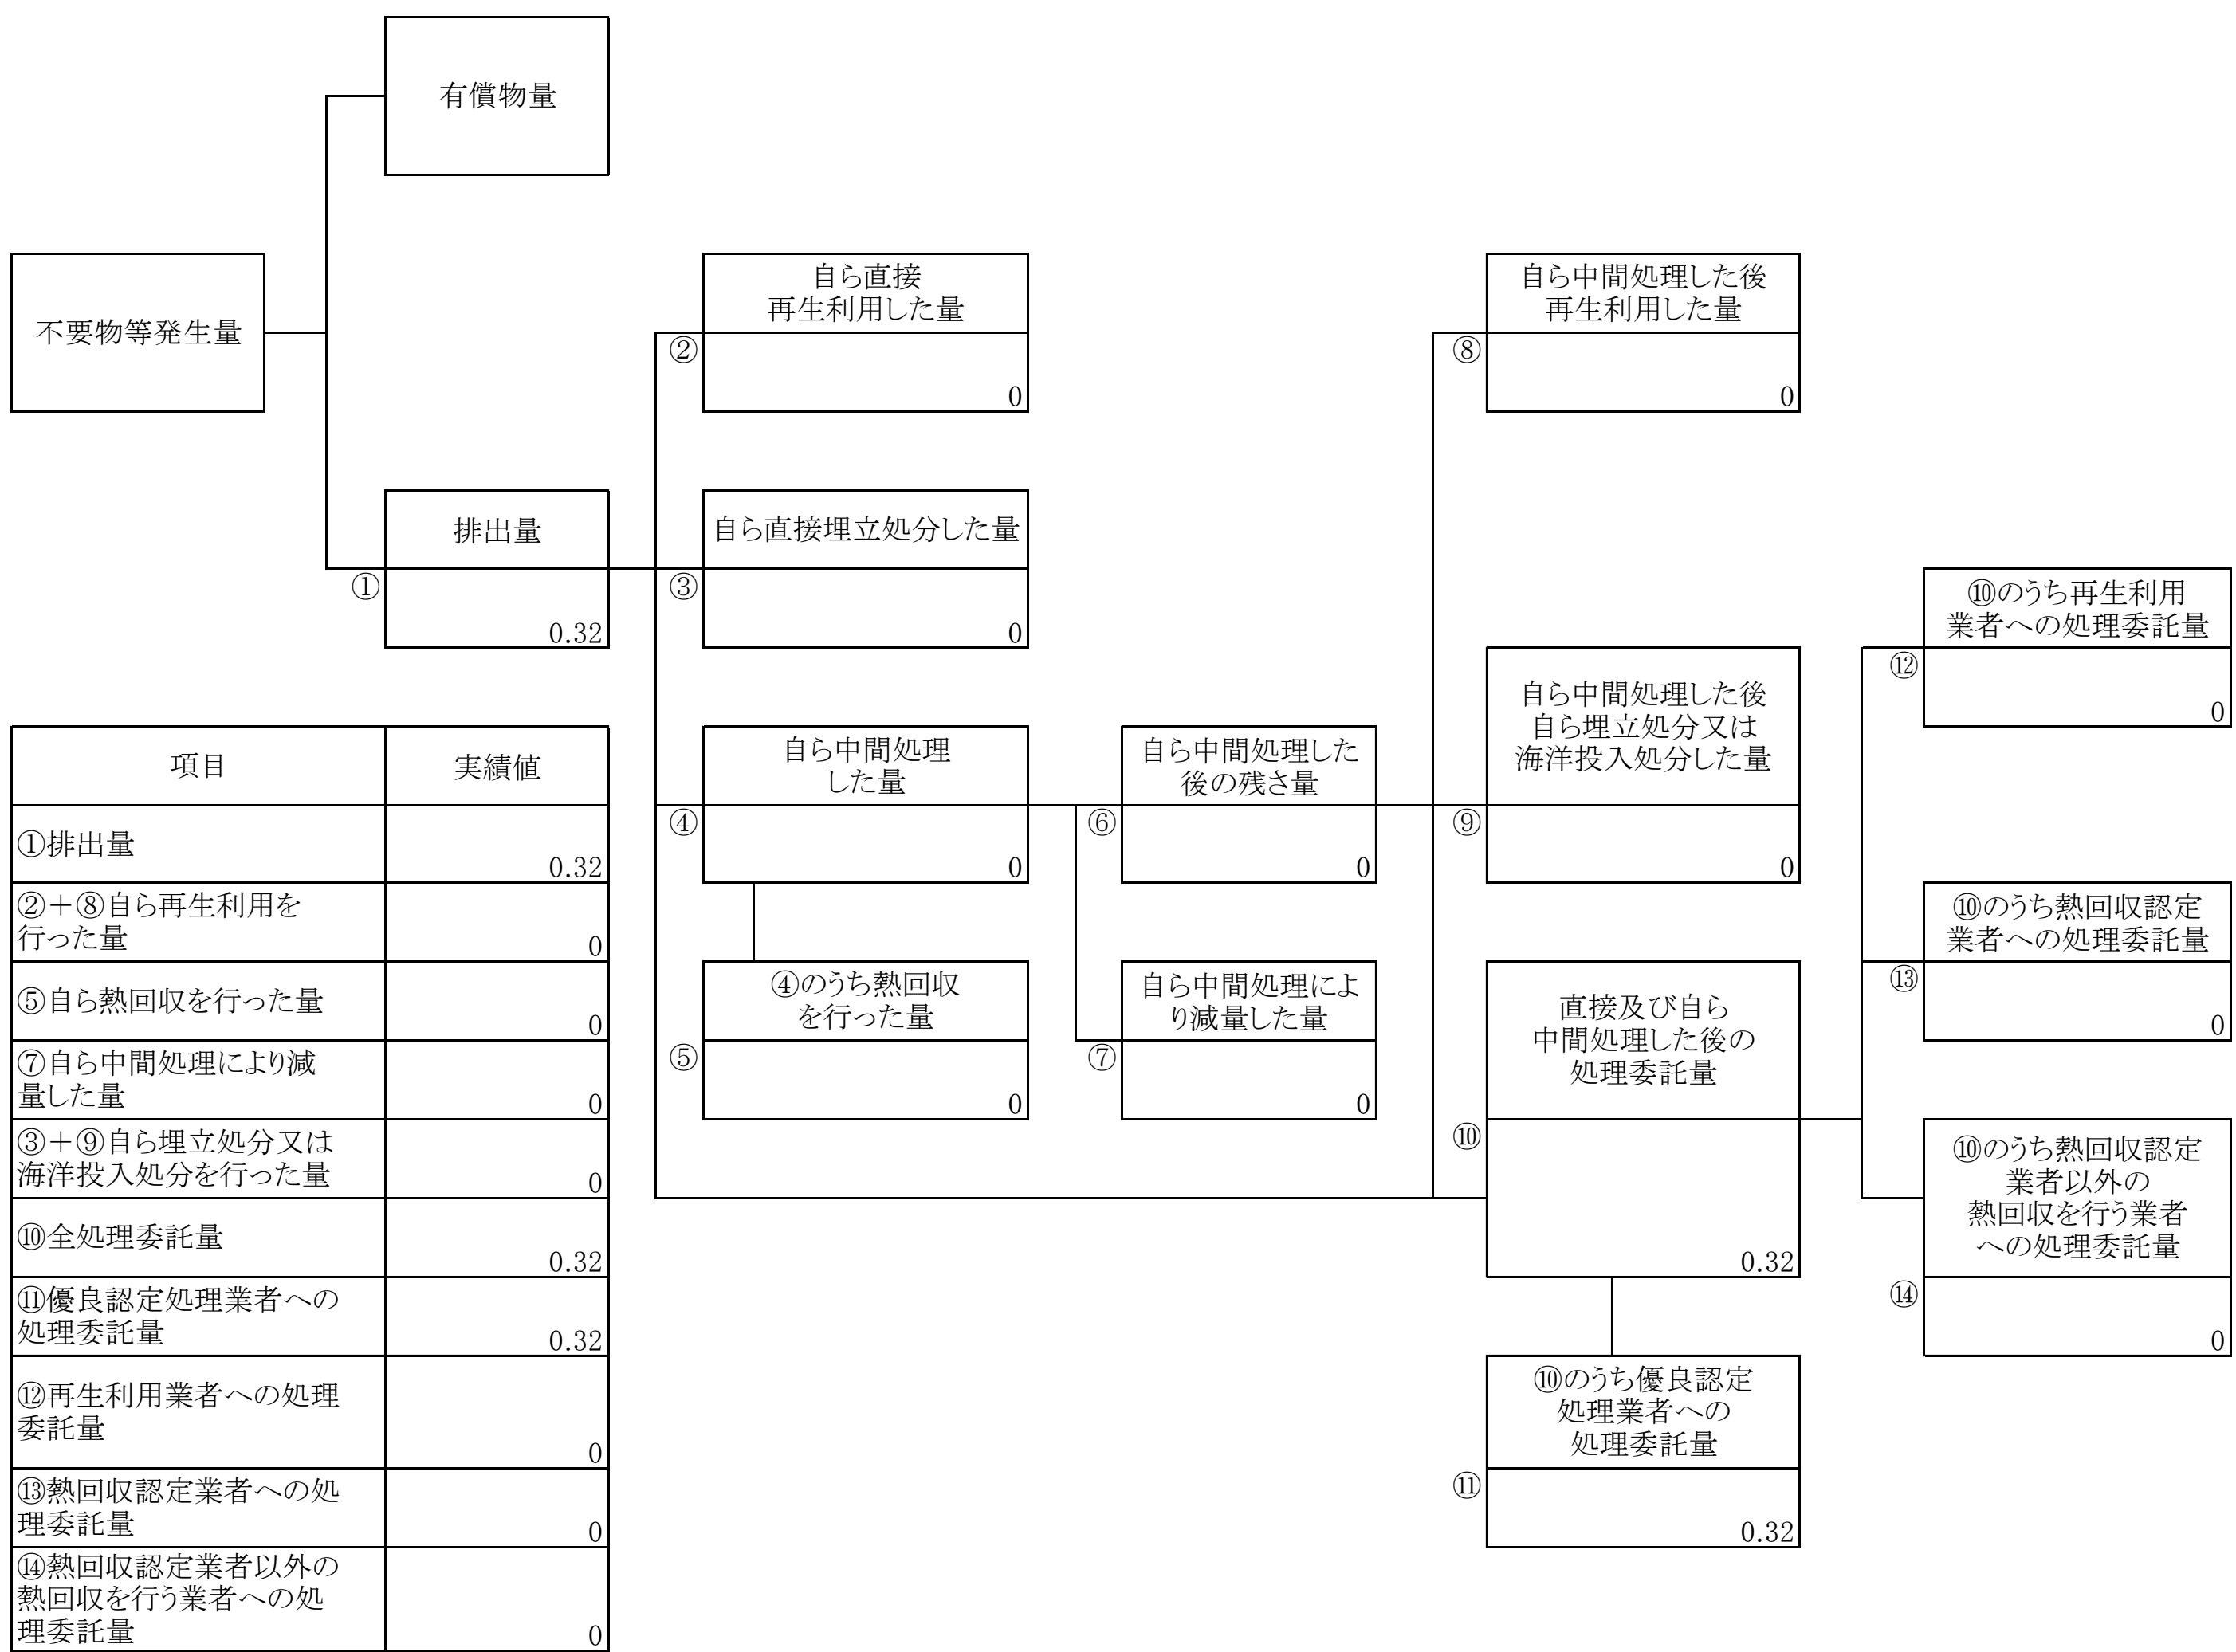 有償物量
不要物等発生量
自ら直接
再生利用した量
②
0
自ら中間処理した後
再生利用した量
⑧
0
排出量
①
0.32
自ら直接埋立処分した量
③
0
⑩のうち再生利用
業者への処理委託量
⑫
0
自ら中間処理した後
自ら埋立処分又は
海洋投入処分した量
⑨
0
自ら中間処理
した量
④
0
自ら中間処理した
後の残さ量
⑥
0
⑩のうち熱回収認定
業者への処理委託量
⑬
0
④のうち熱回収
を行った量
⑤
0
自ら中間処理によ
り減量した量
⑦
0
直接及び自ら
中間処理した後の
処理委託量
⑩
0.32
⑩のうち熱回収認定
業者以外の
熱回収を行う業者
への処理委託量
⑭
0
⑩のうち優良認定
処理業者への
処理委託量
⑪
0.32
項目 実績値
①排出量
0.32
②＋⑧自ら再生利用を
行った量
0
⑤自ら熱回収を行った量
0
⑦自ら中間処理により減
量した量
0
③＋⑨自ら埋立処分又は
海洋投入処分を行った量
0
⑩全処理委託量
0.32
⑪優良認定処理業者への
処理委託量
0.32
⑫再生利用業者への処理
委託量
0
⑬熱回収認定業者への処
理委託量
0
⑭熱回収認定業者以外の
熱回収を行う業者への処
理委託量
0